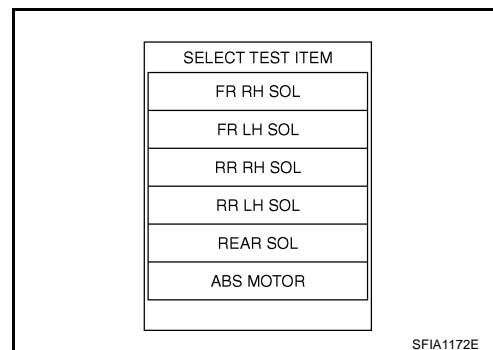 SELECT TEST ITEM
FR RH SOL
FR LH SOL
RR RH SOL
RR LH SOL
REAR SOL
ABS MOTOR
SFIA1172E